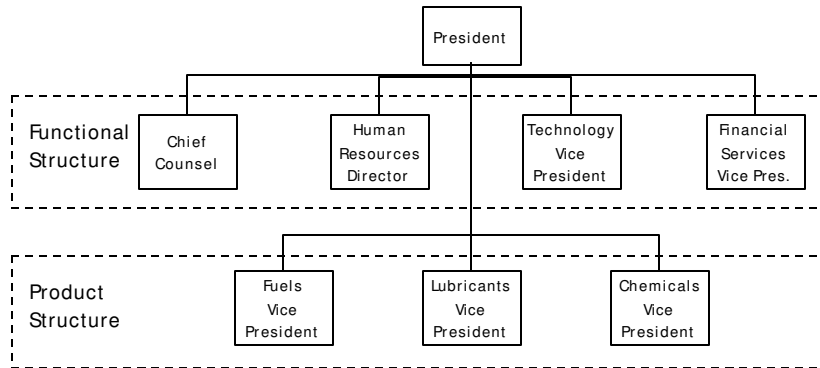 President
Functional
Structure
Chief
Counsel
Human
Resources
Director
Technology
Vice
President
Financial
Services
Vice Pres.
Product
Structure
Fuels
Vice
President
Lubricants
Vice
President
Chemicals
Vice
President